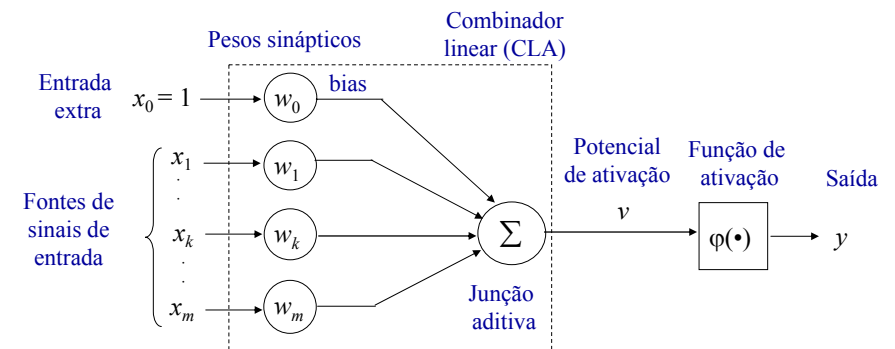 Combinador
linear (CLA)
Pesos sinápticos
Entrada
extra
x₀ = 1
w₀
bias
Fontes de
sinais de
entrada
x₁
.
.
xₖ
.
.
xₘ
w₁
wₖ
wₘ
Σ
Junção
aditiva
Potencial
de ativação
v
Função de
ativação
φ(•)
Saída
y